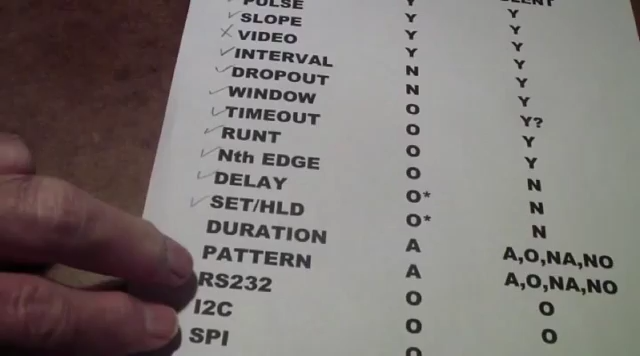 Y Y
PULSE Y Y
SLOPE Y Y
VIDEO Y Y
INTERVAL N Y
DROPOUT N Y
WINDOW O Y?
TIMEOUT O Y
RUNT O Y
Nth EDGE O N
DELAY O* N
SET/HLD O* N
DURATION A A,O,NA,NO
PATTERN A A,O,NA,NO
RS232 O O
I2C O O
SPI O